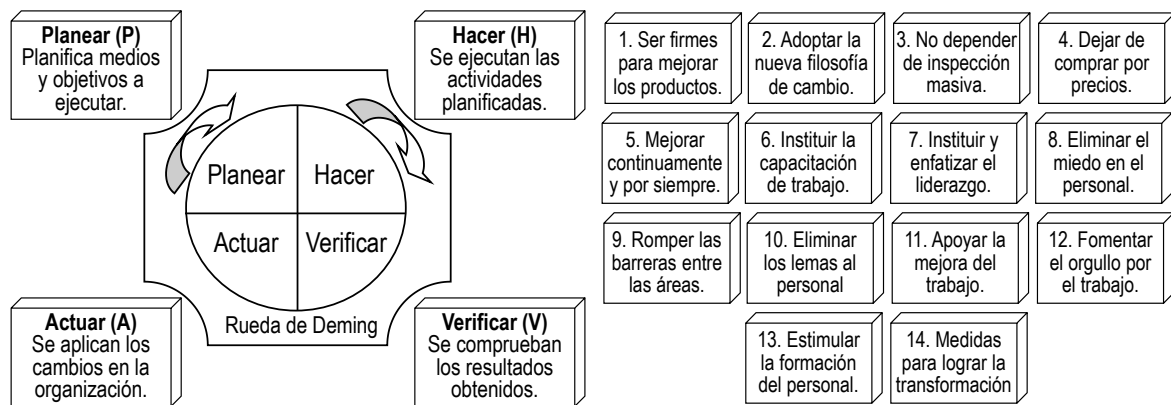 Planear (P)
Planifica medios
y objetivos a
ejecutar.
Hacer (H)
Se ejecutan las
actividades
planificadas.
Planear
Hacer
Actuar
Verificar
Actuar (A)
Se aplican los
cambios en la
organización.
Rueda de Deming
Verificar (V)
Se comprueban
los resultados
obtenidos.
1. Ser firmes
para mejorar
los productos.
2. Adoptar la
nueva filosofía
de cambio.
3. No depender
de inspección
masiva.
4. Dejar de
comprar por
precios.
5. Mejorar
continuamente
y por siempre.
6. Instituir la
capacitación
de trabajo.
7. Instituir y
enfatizar el
liderazgo.
8. Eliminar el
miedo en el
personal.
9. Romper las
barreras entre
las áreas.
10. Eliminar
los lemas al
personal
11. Apoyar la
mejora del
trabajo.
12. Fomentar
el orgullo por
el trabajo.
13. Estimular
la formación
del personal.
14. Medidas
para lograr la
transformación